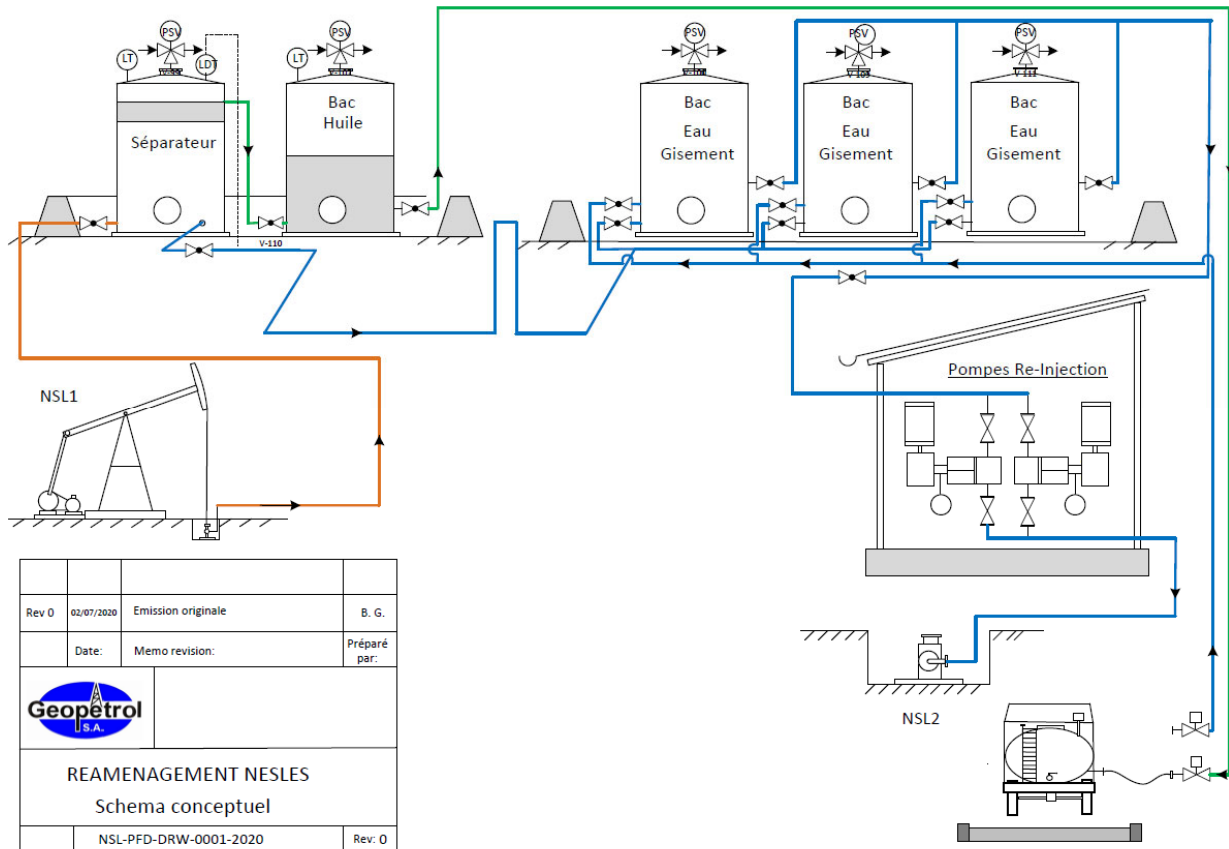 PSV
PSV
PSV
PSV
PSV
LT
LDT
LT
V-105
V-111
Séparateur
Bac
Huile
Bac
Eau
Gisement
Bac
Eau
Gisement
Bac
Eau
Gisement
V-110
NSL1
Pompes Re-Injection
NSL2
Rev 0 02/07/2020 Emission originale B. G.
Date: Memo revision: Préparé par:
Geopetrol
S.A.
REAMENAGEMENT NESLES
Schema conceptuel
NSL-PFD-DRW-0001-2020 Rev: 0